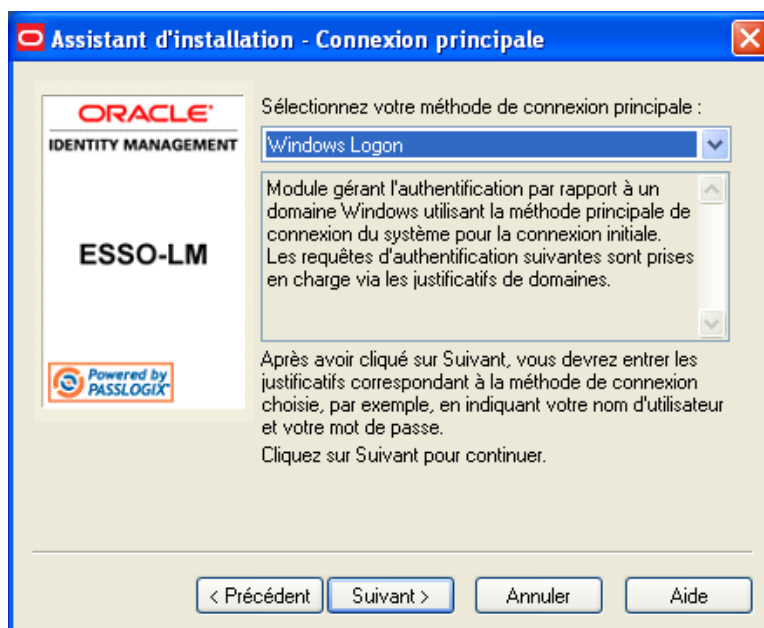 Assistant d'installation - Connexion principale
ORACLE
IDENTITY MANAGEMENT
ESSO-LM
Powered by
PASSLOGIX
Sélectionnez votre méthode de connexion principale :
Windows Logon
Module gérant l'authentification par rapport à un
domaine Windows utilisant la méthode principale de
connexion du système pour la connexion initiale.
Les requêtes d'authentification suivantes sont prises
en charge via les justificatifs de domaines.
Après avoir cliqué sur Suivant, vous devrez entrer les
justificatifs correspondant à la méthode de connexion
choisie, par exemple, en indiquant votre nom d'utilisateur
et votre mot de passe.
Cliquez sur Suivant pour continuer.
< Précédent
Suivant >
Annuler
Aide